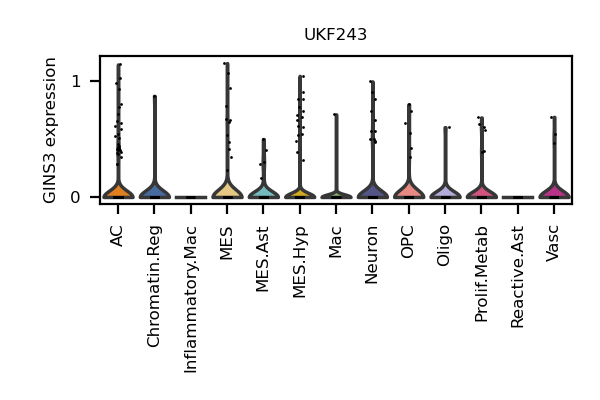 UKF243
GINS3 expression
1
0
AC
Chromatin.Reg
Inflammatory.Mac
MES
MES.Ast
MES.Hyp
Mac
Neuron
OPC
Oligo
Prolif.Metab
Reactive.Ast
Vasc